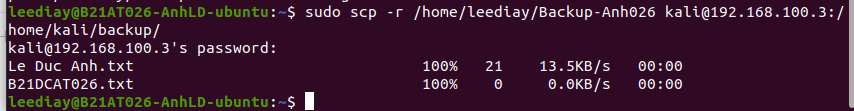 leediay@B21AT026-AnhLD-ubuntu:~$ sudo scp -r /home/leediay/Backup-Anh026 kali@192.168.100.3:/
home/kali/backup/
kali@192.168.100.3's password:
Le Duc Anh.txt 100% 21 13.5KB/s 00:00
B21DCAT026.txt 100% 0 0.0KB/s 00:00
leediay@B21AT026-AnhLD-ubuntu:~$